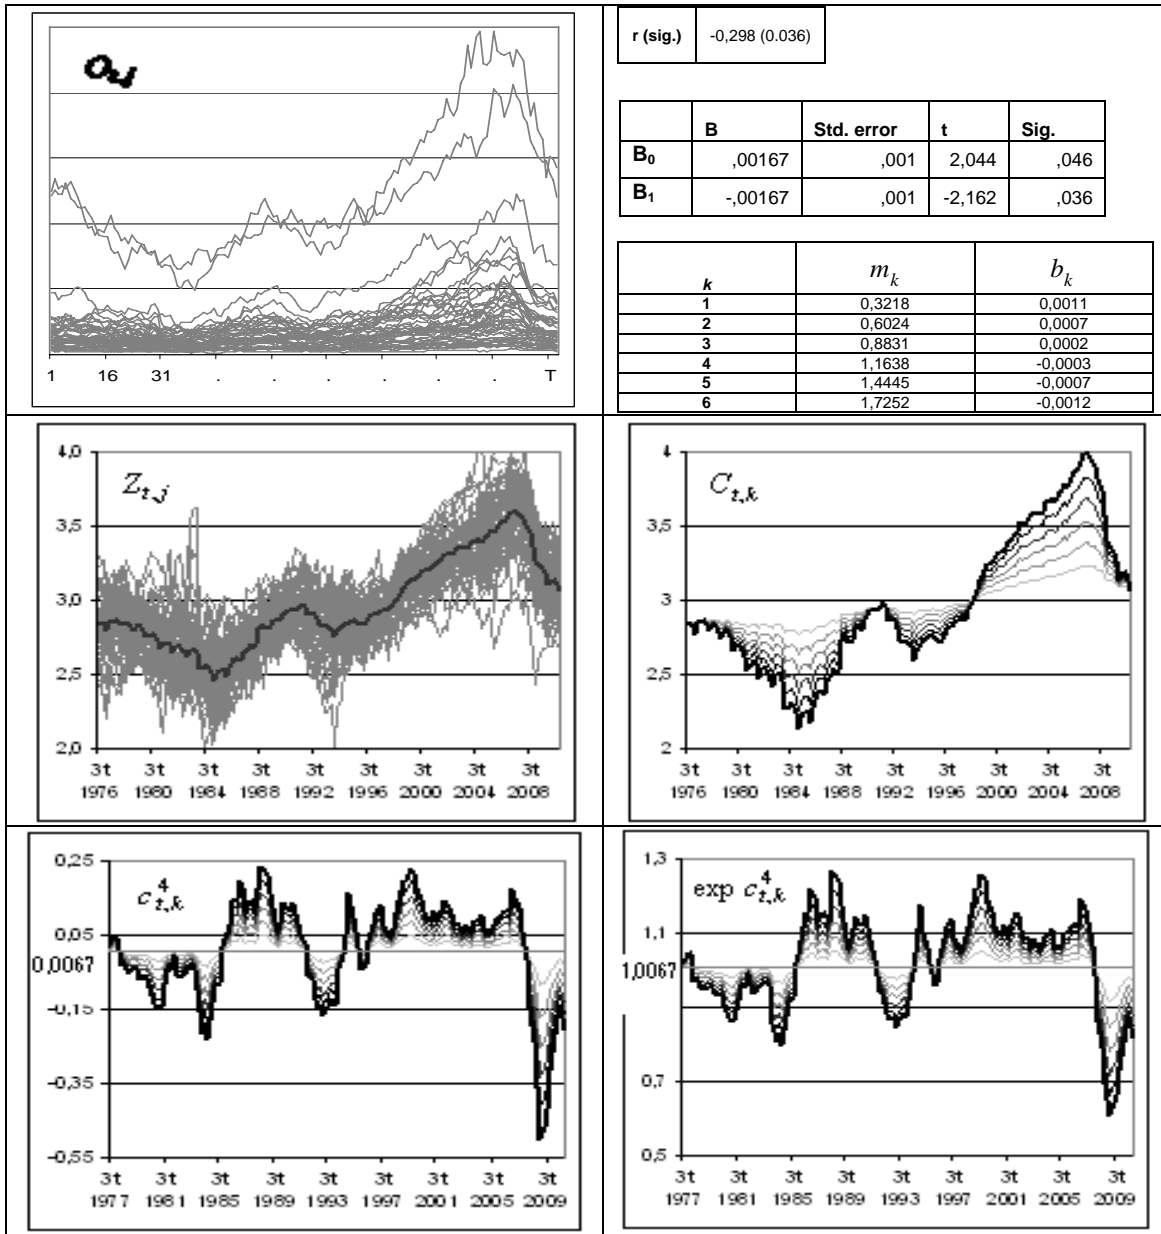 O t,j
1 16 31 . . . . . . T
r (sig.) -0,298 (0.036)
B Std. error t Sig.
B₀ ,00167 ,001 2,044 ,046
B₁ -,00167 ,001 -2,162 ,036
k m_k b_k
1 0,3218 0,0011
2 0,6024 0,0007
3 0,8831 0,0002
4 1,1638 -0,0003
5 1,4445 -0,0007
6 1,7252 -0,0012
Z t,j
4,0
3,5
3,0
2,5
2,0
3t 3t 3t 3t 3t 3t 3t 3t 3t
1976 1980 1984 1988 1992 1996 2000 2004 2008
C t,k
4
3,5
3
2,5
2
3t 3t 3t 3t 3t 3t 3t 3t 3t
1976 1980 1984 1988 1992 1996 2000 2004 2008
c⁴ t,k
0,25
0,05
0,0067
-0,15
-0,35
-0,55
3t 3t 3t 3t 3t 3t 3t 3t 3t
1977 1981 1985 1989 1993 1997 2001 2005 2009
exp c⁴ t,k
1,3
1,1
1,0067
0,7
0,5
3t 3t 3t 3t 3t 3t 3t 3t 3t
1977 1981 1985 1989 1993 1997 2001 2005 2009